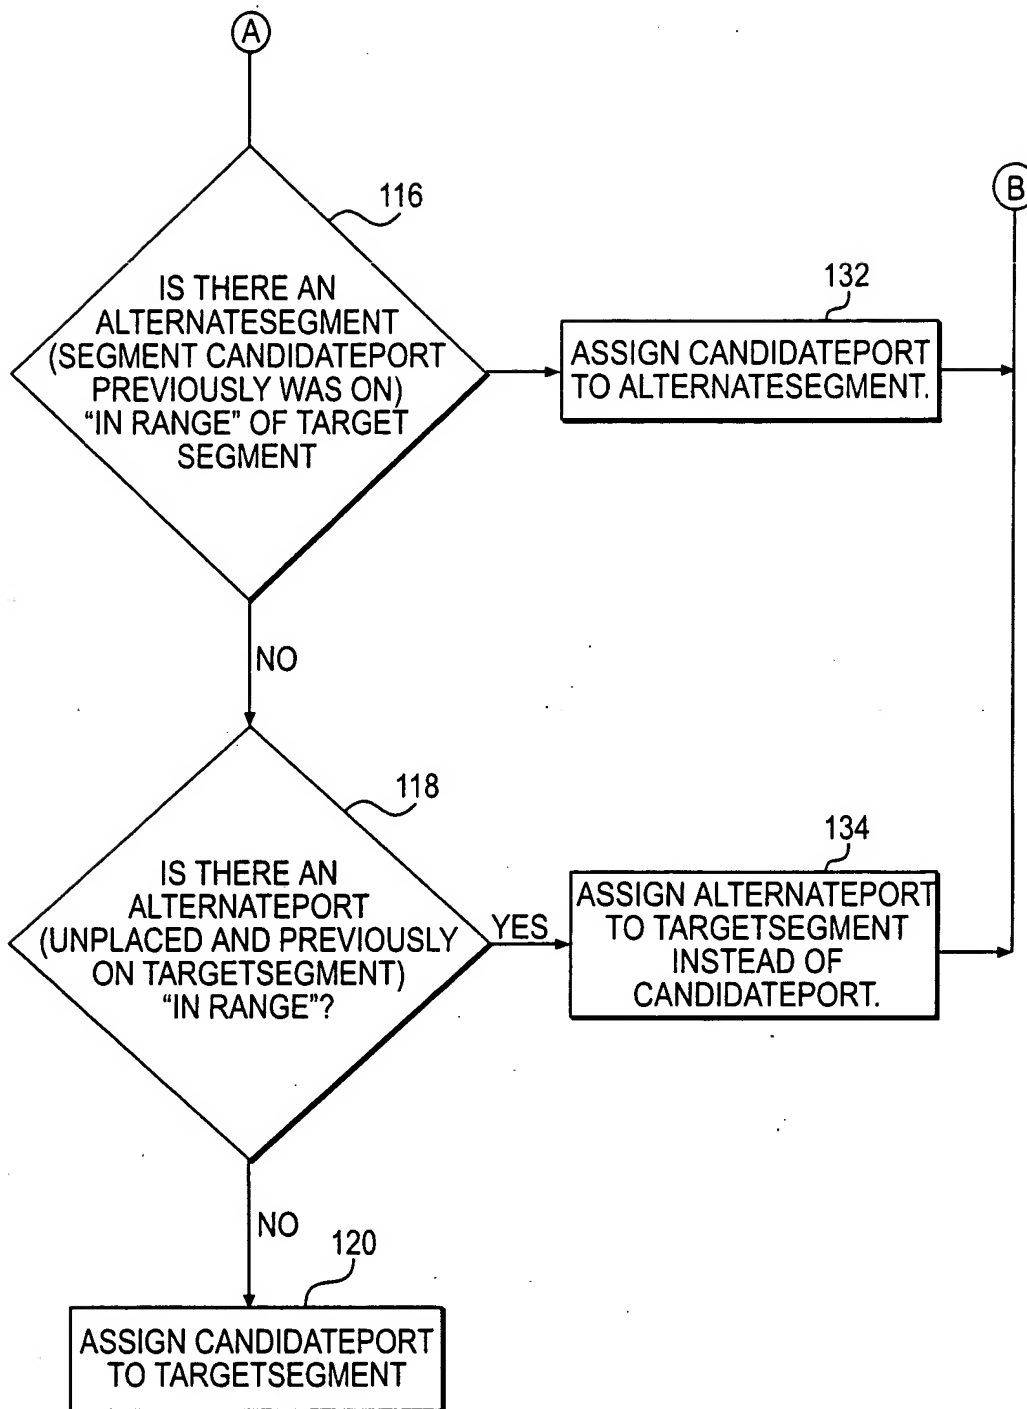 A
116
B
IS THERE AN
ALTERNATESEGMENT
(SEGMENT CANDIDATEPORT
PREVIOUSLY WAS ON)
“IN RANGE” OF TARGET
SEGMENT
132
ASSIGN CANDIDATEPORT
TO ALTERNATESEGMENT.
NO
118
IS THERE AN
ALTERNATEPORT
(UNPLACED AND PREVIOUSLY
ON TARGETSEGMENT)
“IN RANGE”?
YES
134
ASSIGN ALTERNATEPORT
TO TARGETSEGMENT
INSTEAD OF
CANDIDATEPORT.
NO
120
ASSIGN CANDIDATEPORT
TO TARGETSEGMENT